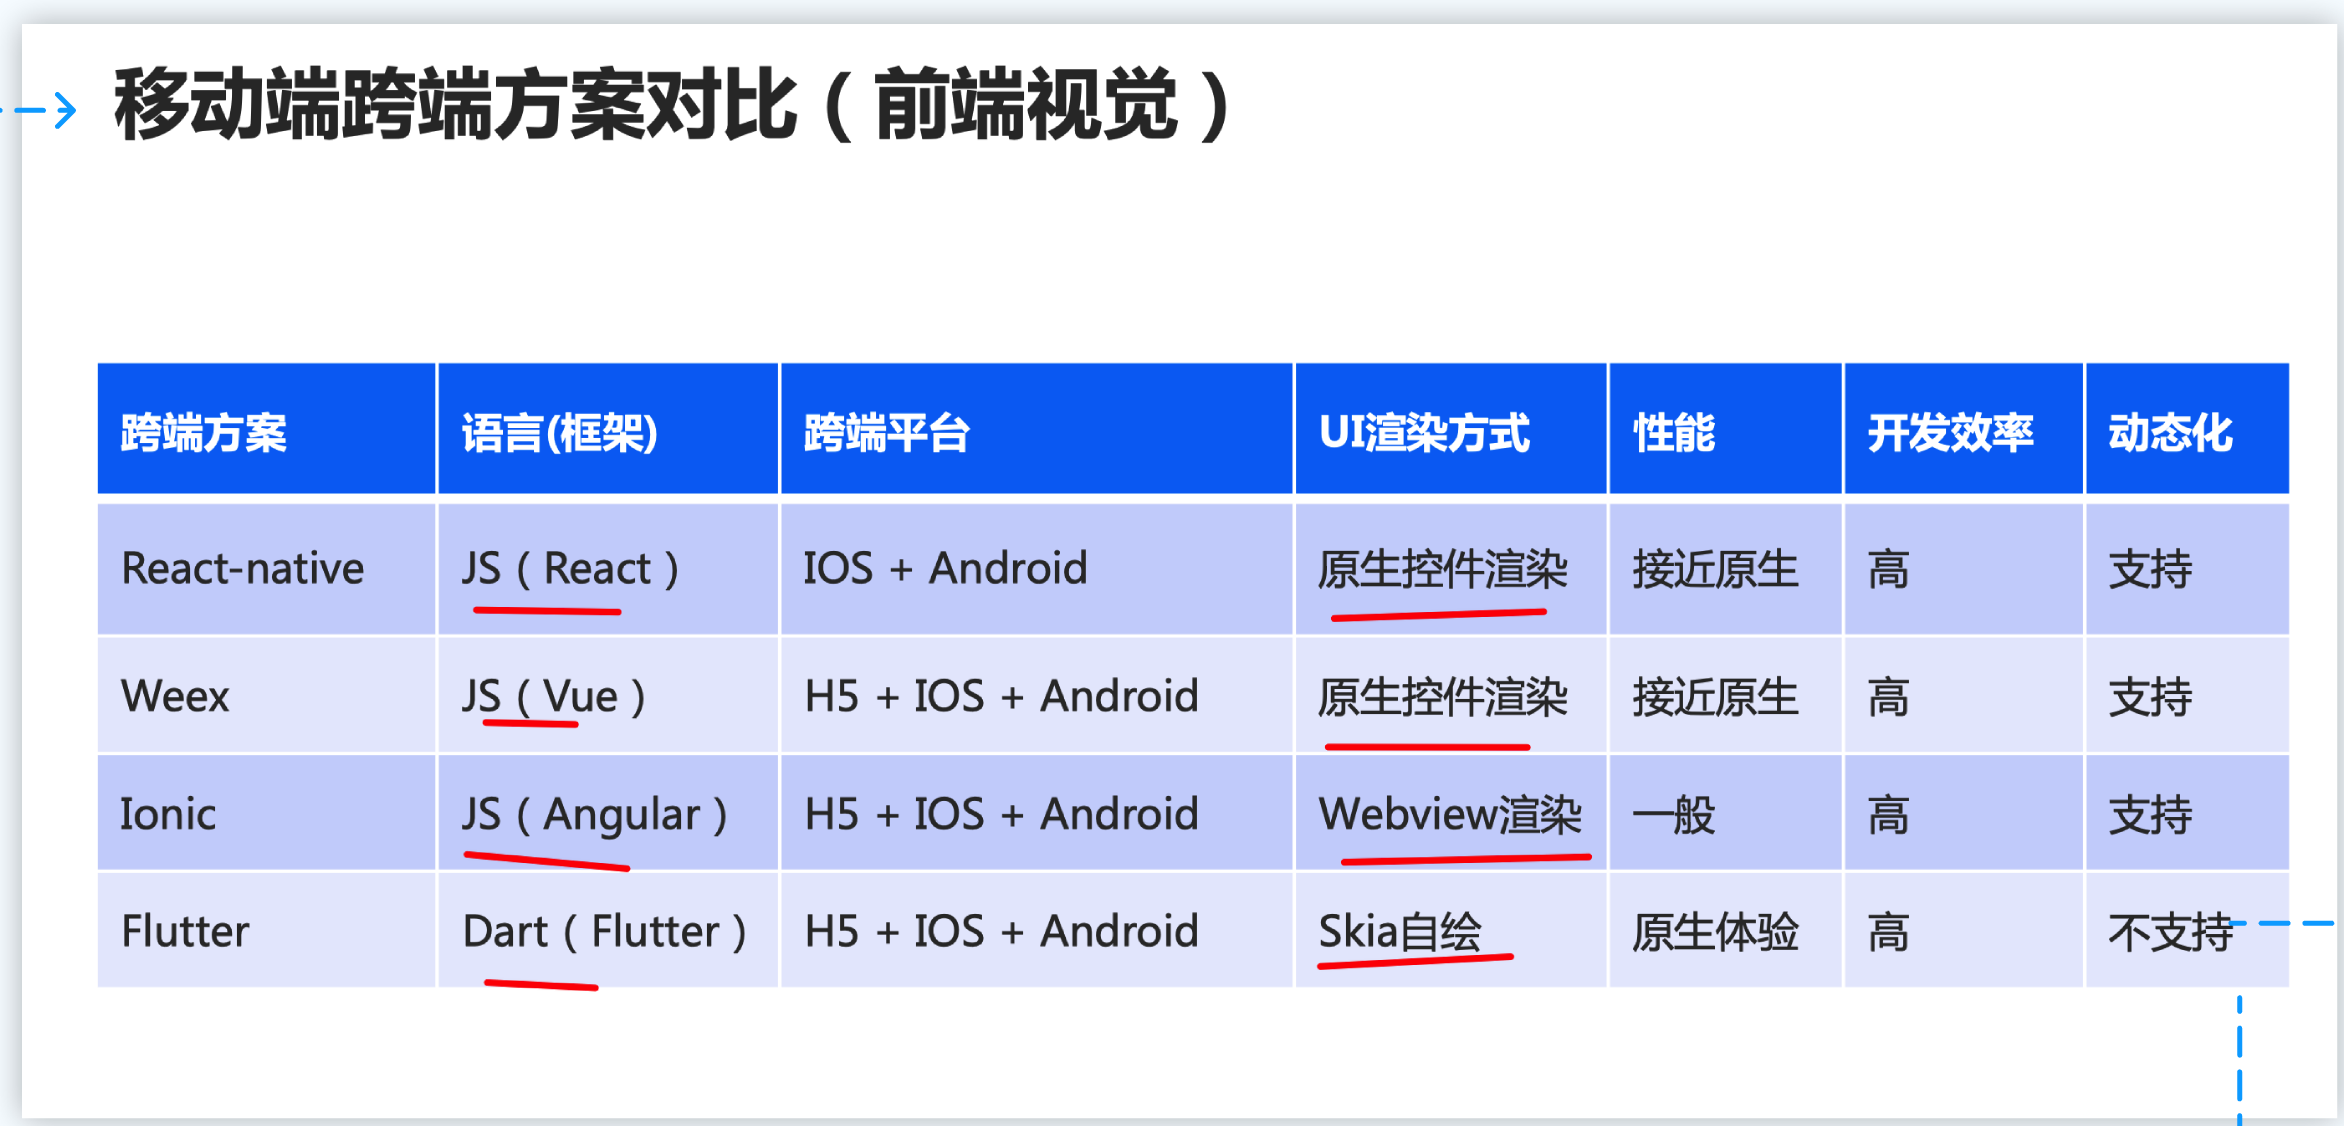 移动端跨端方案对比（前端视觉）
跨端方案 语言(框架) 跨端平台 UI渲染方式 性能 开发效率 动态化
React-native JS（React） IOS + Android 原生控件渲染 接近原生 高 支持
Weex JS（Vue） H5 + IOS + Android 原生控件渲染 接近原生 高 支持
Ionic JS（Angular） H5 + IOS + Android Webview渲染 一般 高 支持
Flutter Dart（Flutter） H5 + IOS + Android Skia自绘 原生体验 高 不支持